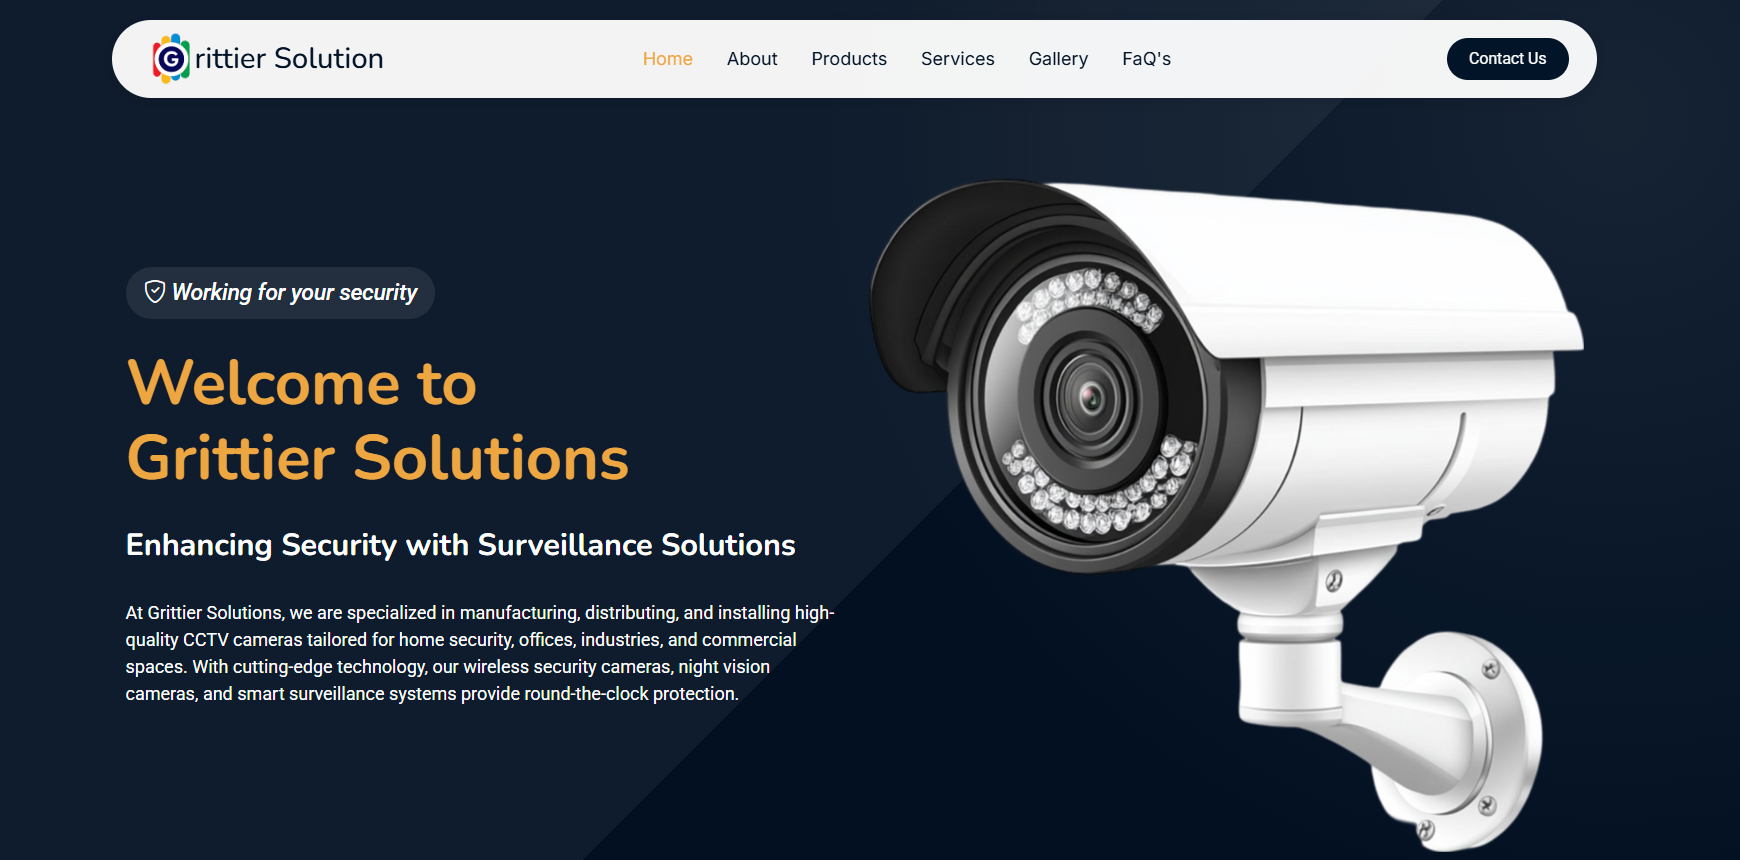 Grittier Solution
Home About Products Services Gallery FaQ's
Contact Us
Working for your security
Welcome to
Grittier Solutions
Enhancing Security with Surveillance Solutions
At Grittier Solutions, we are specialized in manufacturing, distributing, and installing high-
quality CCTV cameras tailored for home security, offices, industries, and commercial
spaces. With cutting-edge technology, our wireless security cameras, night vision
cameras, and smart surveillance systems provide round-the-clock protection.